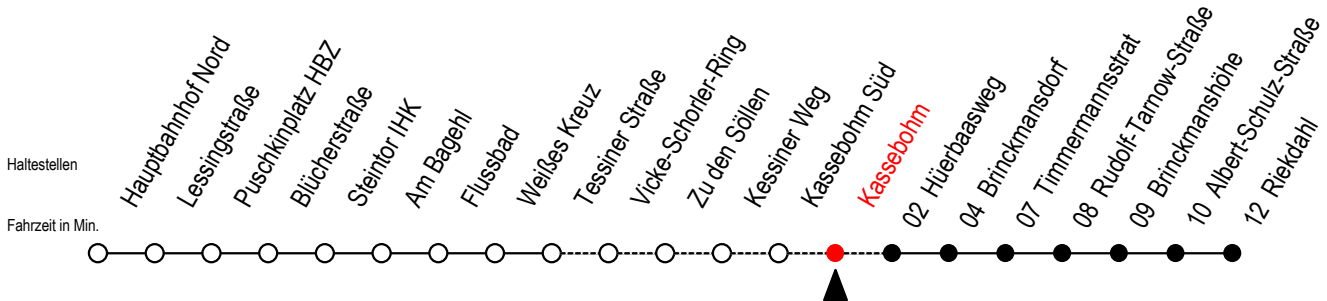 Haltestellen
Fahrzeit in Min.
Hauptbahnhof Nord
Lessingstraße
Puschkinplatz HBZ
Blücherstraße
Steintor IHK
Am Bagehl
Flussbad
Weißes Kreuz
Tessiner Straße
Vicke-Schorler-Ring
Zu den Söllen
Kessiner Weg
Kassebohm Süd
Kassebohm
02 Hüerbaasweg
04 Brinckmansdorf
07 Timmermannsstrat
08 Rudolf-Tarnow-Straße
09 Brinckmanshöhe
10 Albert-Schulz-Straße
12 Riekdahl